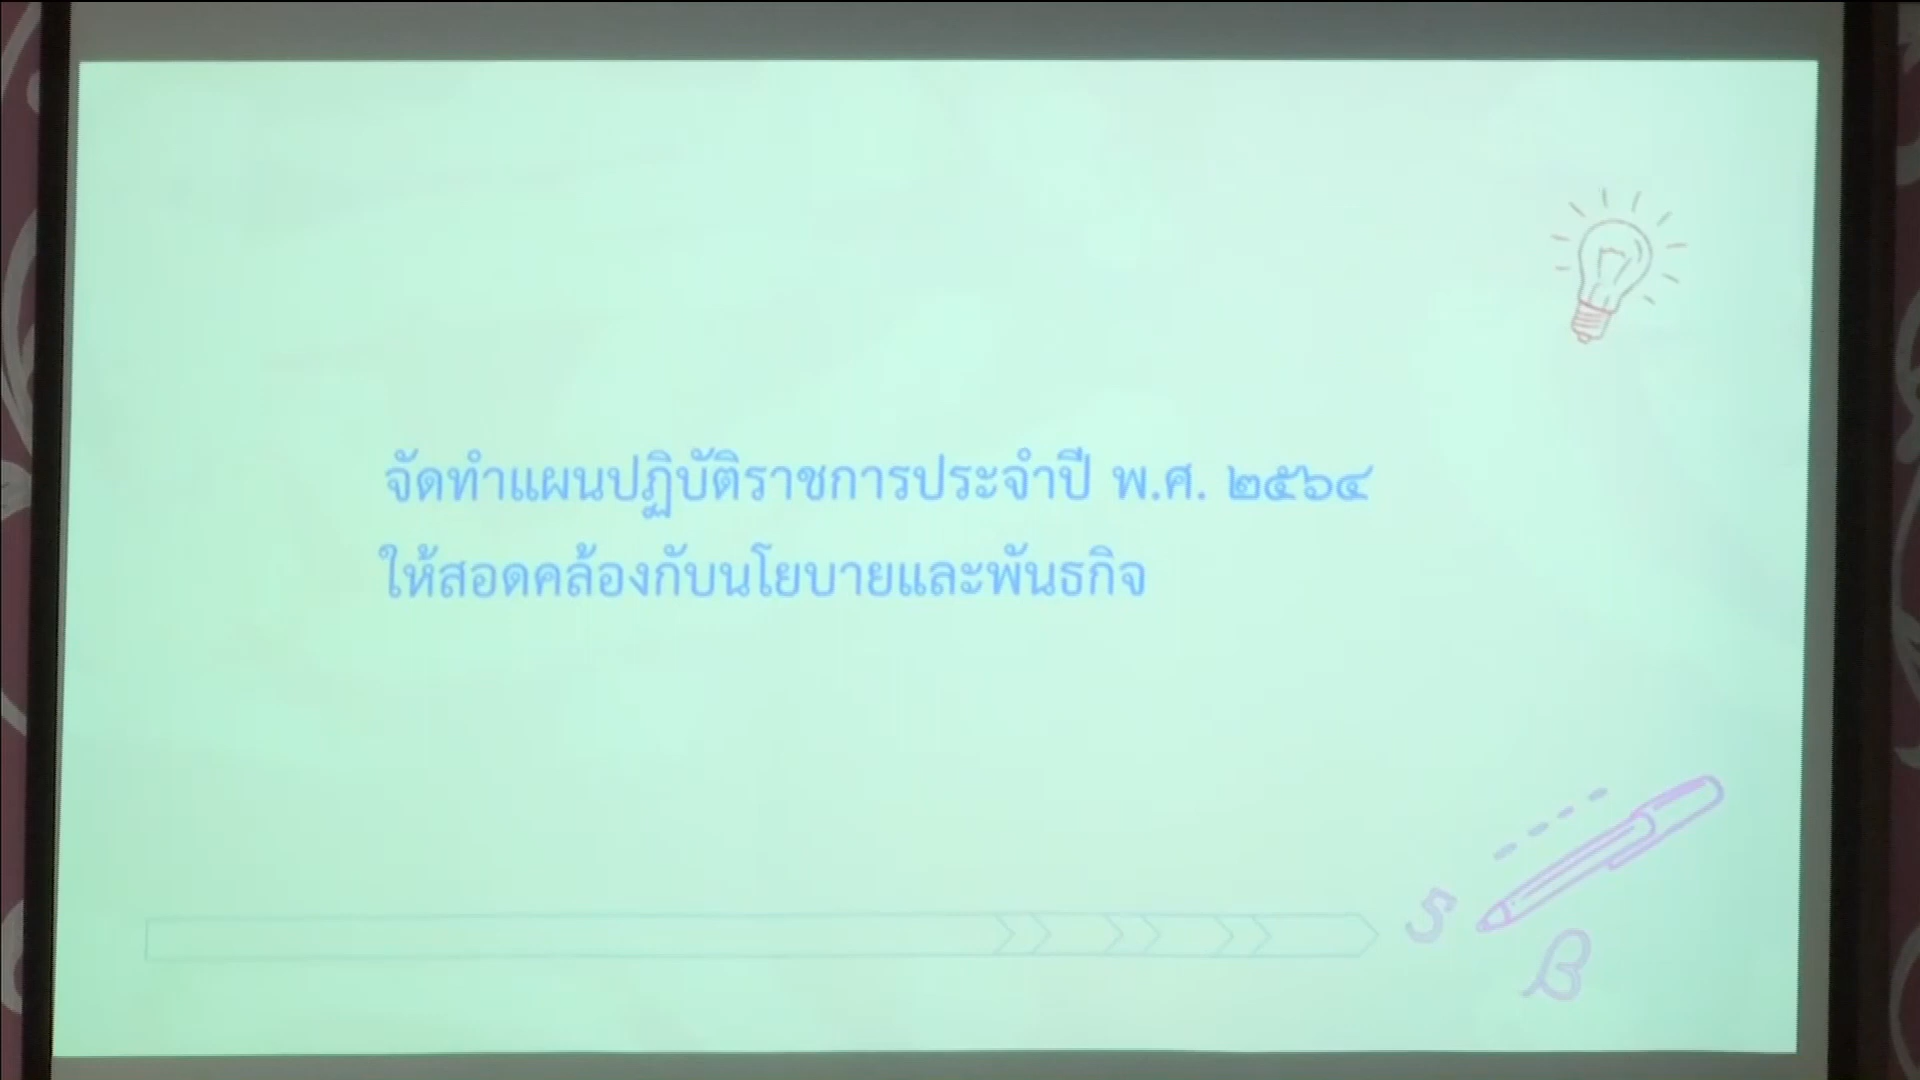 จัดทำแผนปฏิบัติราชการประจำปี พ.ศ. ๒๕๖๔
ให้สอดคล้องกับนโยบายและพันธกิจ